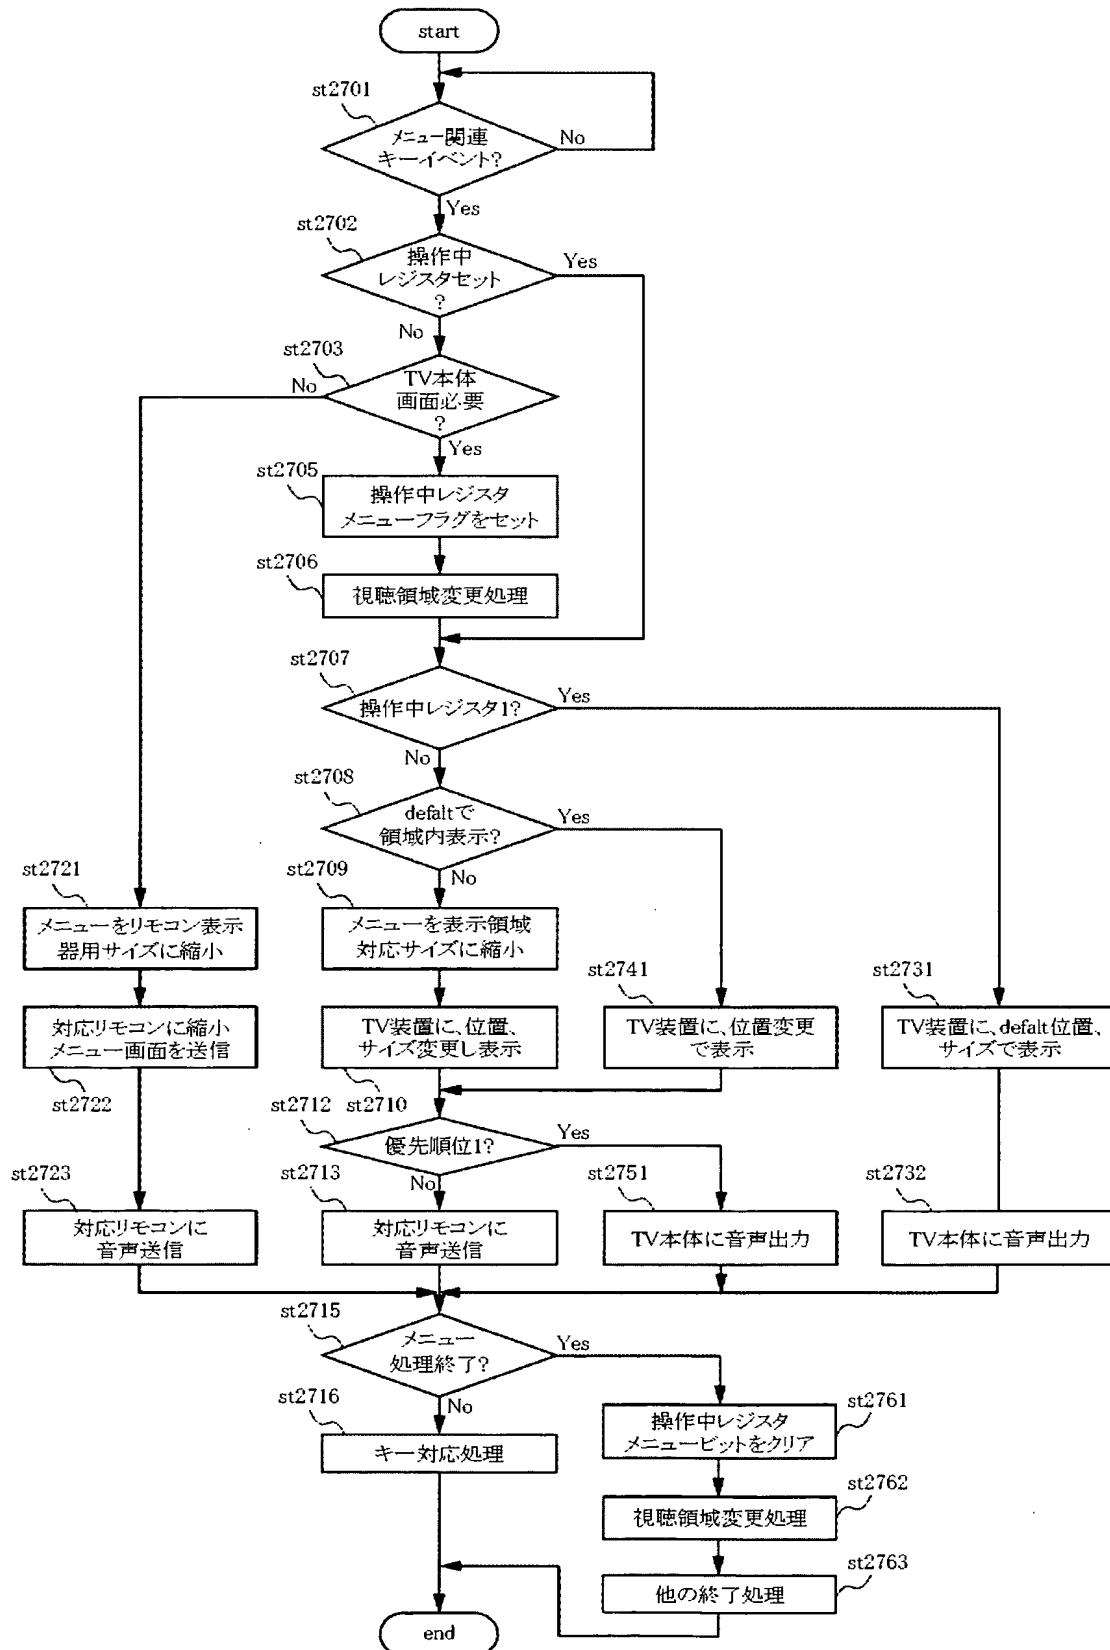 start
st2701
メニュー関連
キーイベント?
No
Yes
st2702
操作中
レジスタセット
?
Yes
No
st2703
TV本体
画面必要
?
No
Yes
st2705
操作中レジスタ
メニューフラグをセット
st2706
視聴領域変更処理
st2707
操作中レジスタ1?
Yes
No
st2708
defaltで
領域内表示?
Yes
No
st2721
メニューをリモコン表示
器用サイズに縮小
st2709
メニューを表示領域
対応サイズに縮小
対応リモコンに縮小
メニュー画面を送信
st2722
TV装置に、位置、
サイズ変更し表示
st2710
st2741
TV装置に、位置変更
で表示
st2731
TV装置に、defalt位置、
サイズで表示
st2712
優先順位1?
Yes
No
st2723
対応リモコンに
音声送信
st2713
対応リモコンに
音声送信
st2751
TV本体に音声出力
st2732
TV本体に音声出力
st2715
メニュー
処理終了?
Yes
No
st2716
キー対応処理
st2761
操作中レジスタ
メニュービットをクリア
st2762
視聴領域変更処理
st2763
他の終了処理
end